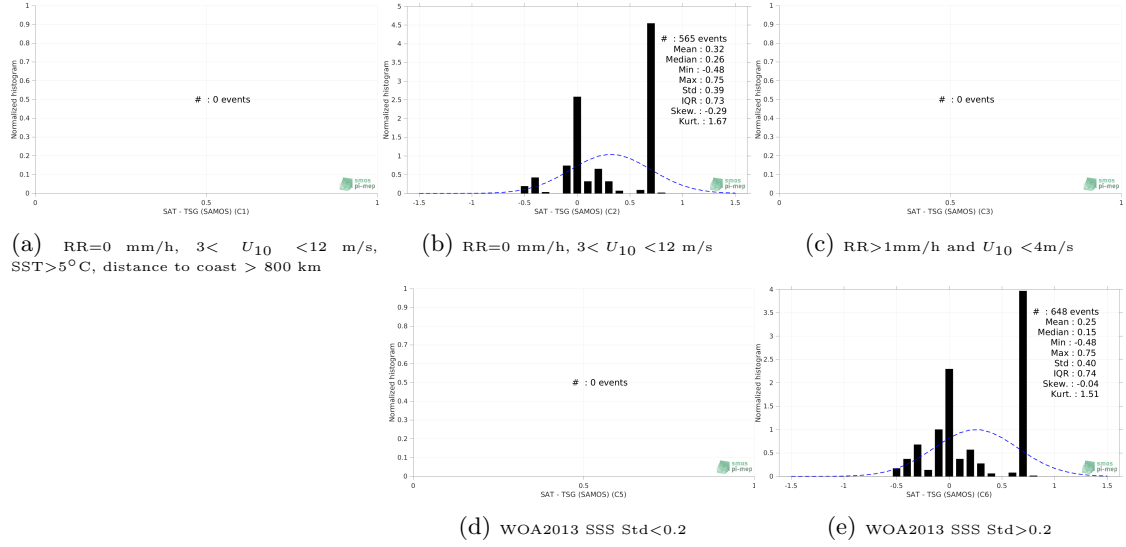 1
0.9
0.8
0.7
0.6
0.5
0.4
0.3
0.2
0.1
0
Normalized histogram
# : 0 events
smos
pi-mep
0 0.5 1
SAT - TSG (SAMOS) (C1)
5
4.5
4
3.5
3
2.5
2
1.5
1
0.5
0
Normalized histogram
# : 565 events
Mean : 0.32
Median : 0.26
Min : -0.48
Max : 0.75
Std : 0.39
IQR : 0.73
Skew. : -0.29
Kurt. : 1.67
smos
pi-mep
-1.5 -1 -0.5 0 0.5 1 1.5
SAT - TSG (SAMOS) (C2)
1
0.9
0.8
0.7
0.6
0.5
0.4
0.3
0.2
0.1
0
Normalized histogram
# : 0 events
smos
pi-mep
0 0.5 1
SAT - TSG (SAMOS) (C3)
(a) RR=0 mm/h, 3< U10 <12 m/s,
SST>5°C, distance to coast > 800 km
(b) RR=0 mm/h, 3< U10 <12 m/s
(c) RR>1mm/h and U10 <4m/s
1
0.9
0.8
0.7
0.6
0.5
0.4
0.3
0.2
0.1
0
Normalized histogram
# : 0 events
smos
pi-mep
0 0.5 1
SAT - TSG (SAMOS) (C5)
4
3.5
3
2.5
2
1.5
1
0.5
0
Normalized histogram
# : 648 events
Mean : 0.25
Median : 0.15
Min : -0.48
Max : 0.75
Std : 0.40
IQR : 0.74
Skew. : -0.04
Kurt. : 1.51
smos
pi-mep
-1.5 -1 -0.5 0 0.5 1 1.5
SAT - TSG (SAMOS) (C6)
(d) WOA2013 SSS Std<0.2
(e) WOA2013 SSS Std>0.2